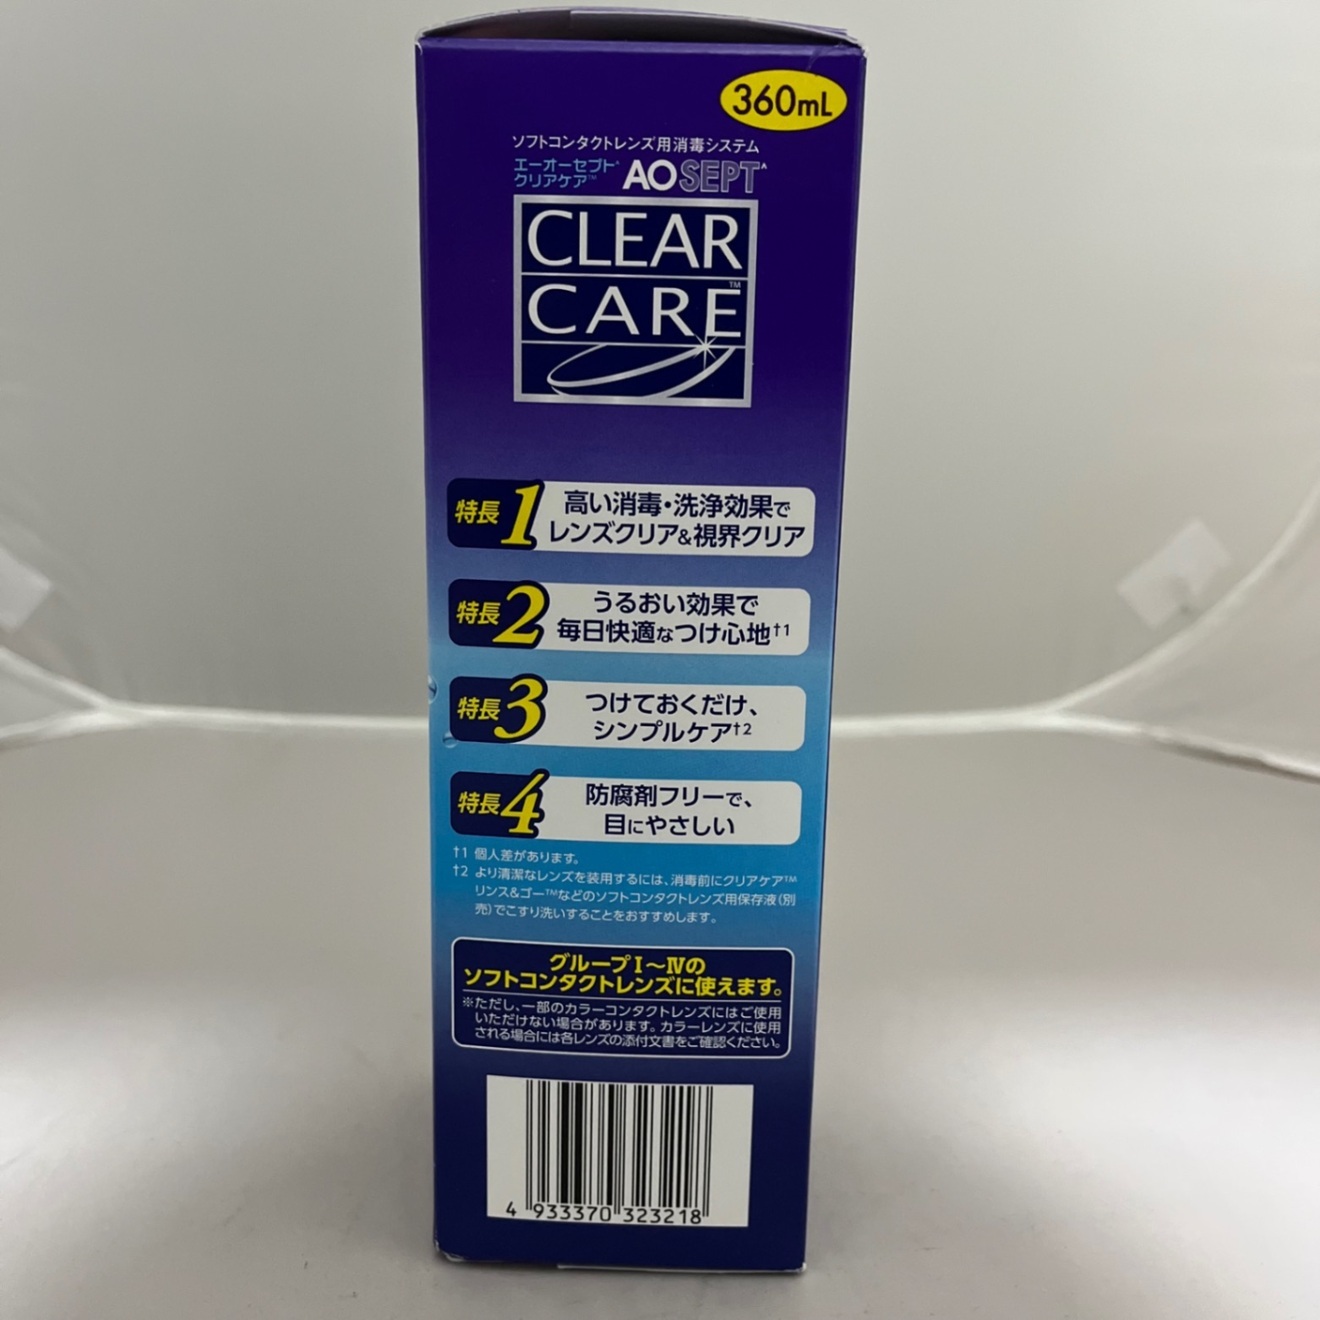 360mL
ソフトコンタクトレンズ用消毒システム
エーオーセプト®
クリアケア™ AOSEPT^
CLEAR
CARE™
特長1 高い消毒・洗浄効果で
レンズクリア&視界クリア
特長2 うるおい効果で
毎日快適なつけ心地†1
特長3 つけておくだけ、
シンプルケア†2
特長4 防腐剤フリーで、
目にやさしい
†1 個人差があります。
†2 より清潔なレンズを装用するには、消毒前にクリアケア™
リンス&ゴー™などのソフトコンタクトレンズ用保存液(別
売)でこすり洗いすることをおすすめします。
グループⅠ〜Ⅳの
ソフトコンタクトレンズに使えます。
※ただし、一部のカラーコンタクトレンズにはご使用
いただけない場合があります。カラーレンズに使用
される場合には各レンズの添付文書をご確認ください。
4 933370 323218